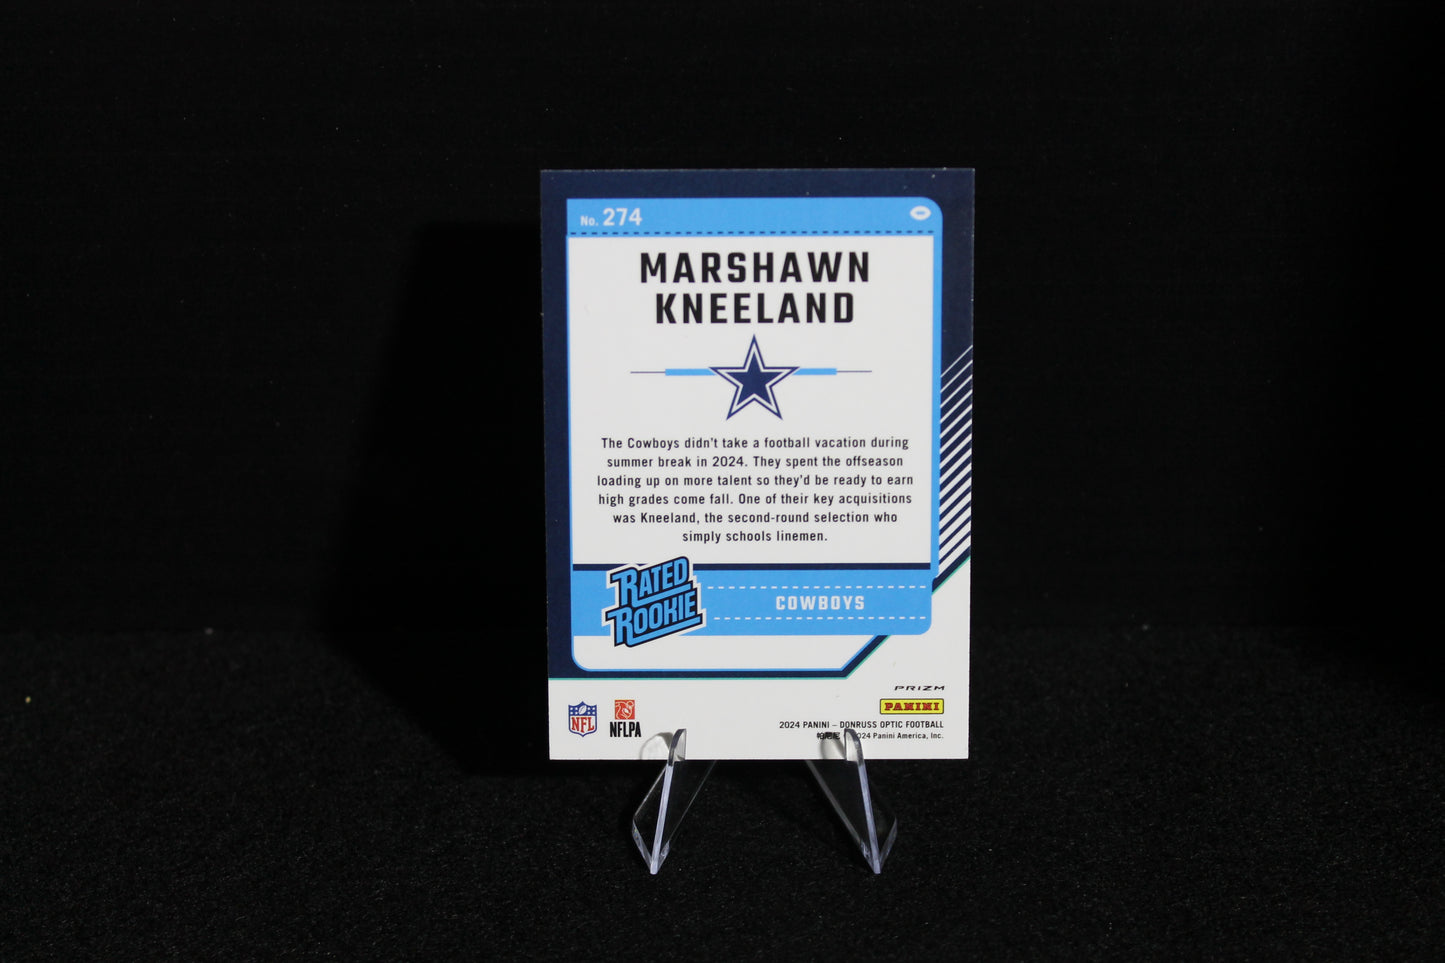 No. 274
MARSHAWN
KNEELAND
The Cowboys didn't take a football vacation during
summer break in 2024. They spent the offseason
loading up on more talent so they'd be ready to earn
high grades come fall. One of their key acquisitions
was Kneeland, the second-round selection who
simply schools linemen.
RATED
ROOKIE
COWBOYS
PRIZM
PANINI
NFL
NFLPA
2024 PANINI – DONRUSS OPTIC FOOTBALL
帕尼尼 2024 Panini America, Inc.